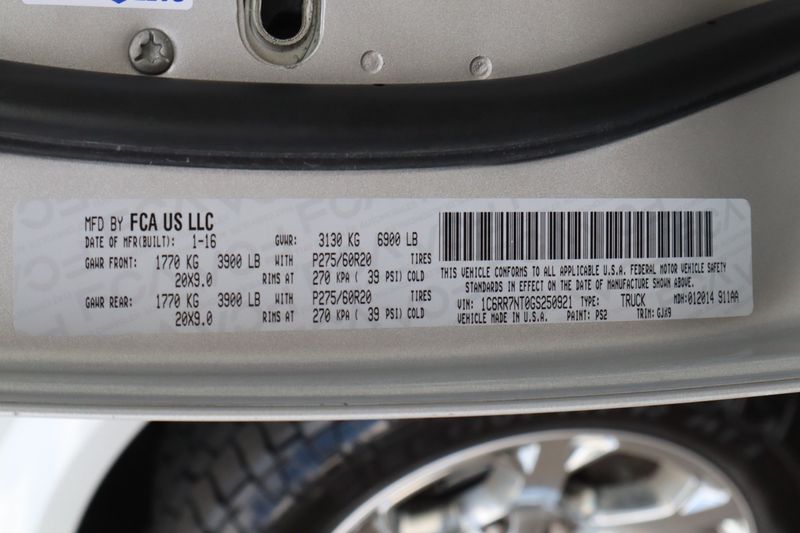 MFD BY FCA US LLC
DATE OF MFR(BUILT): 1-16 GVWR: 3130 KG 6900 LB
GAWR FRONT: 1770 KG 3900 LB WITH P275/60R20 TIRES
20X9.0 RIMS AT 270 KPA ( 39 PSI) COLD
GAWR REAR: 1770 KG 3900 LB WITH P275/60R20 TIRES
20X9.0 RIMS AT 270 KPA ( 39 PSI) COLD
THIS VEHICLE CONFORMS TO ALL APPLICABLE U.S.A. FEDERAL MOTOR VEHICLE SAFETY
STANDARDS IN EFFECT ON THE DATE OF MANUFACTURE SHOWN ABOVE.
VIN: 1C6RR7NT0GS250921 TYPE: TRUCK MDH: 012014 911AA
VEHICLE MADE IN U.S.A. PAINT: PS2 TRIM: GJX9